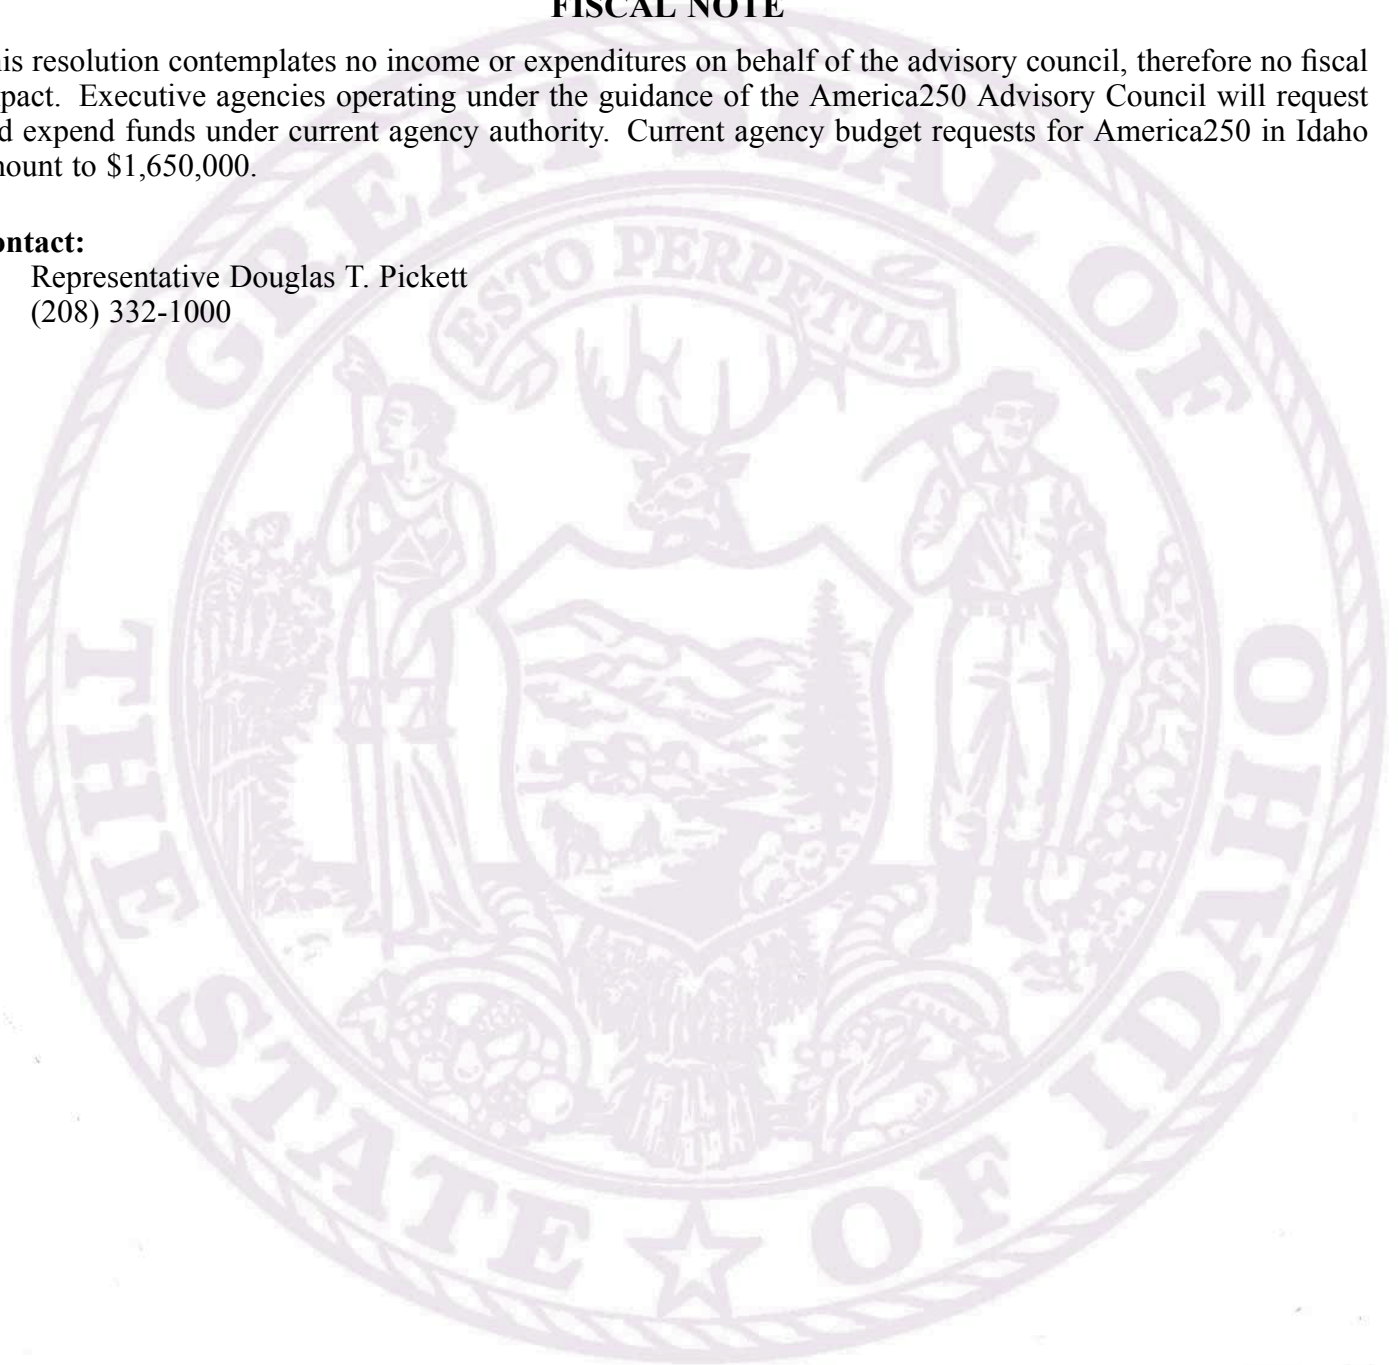 FISCAL NOTE
his resolution contemplates no income or expenditures on behalf of the advisory council, therefore no fiscal
pact. Executive agencies operating under the guidance of the America250 Advisory Council will request
d expend funds under current agency authority. Current agency budget requests for America250 in Idaho
mount to $1,650,000.
ontact:
Representative Douglas T. Pickett
(208) 332-1000
GREAT SEAL OF
THE STATE OF IDAHO
ESTO PERPETUA